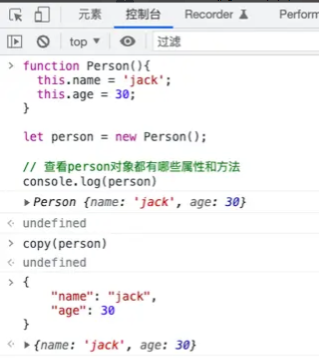 元素 控制台 Recorder Perform
top 过滤
> function Person(){
this.name = 'jack';
this.age = 30;
}
let person = new Person();
// 查看person对象都有哪些属性和方法
console.log(person)
Person {name: 'jack', age: 30}
undefined
> copy(person)
undefined
> {
"name": "jack",
"age": 30
}
{name: 'jack', age: 30}